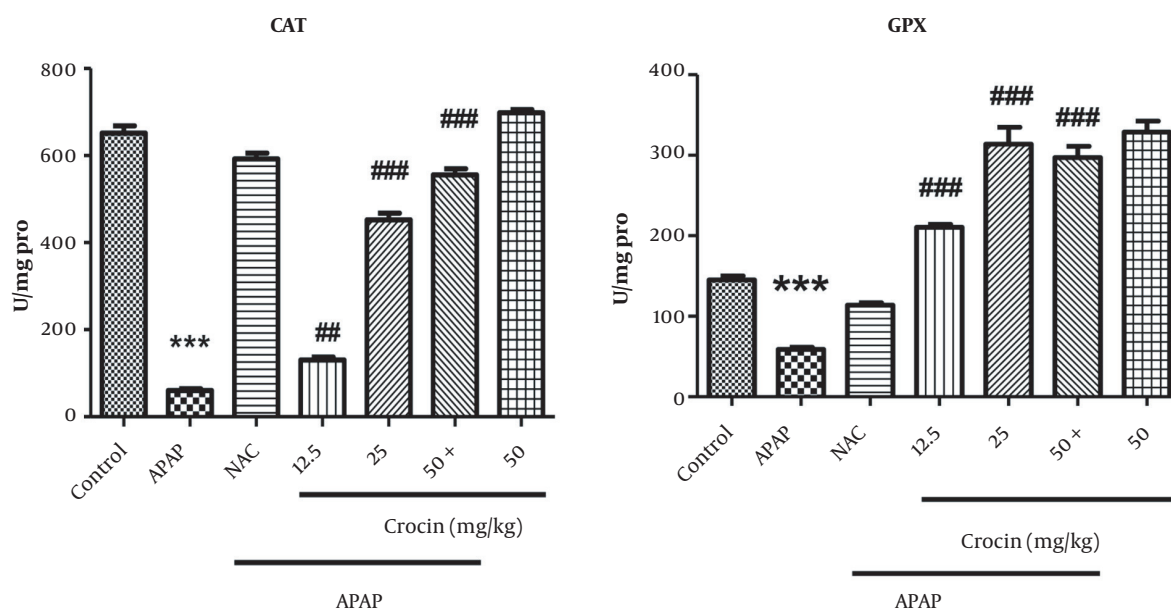 CAT
800
600
400
200
0
U/mg pro
***
##
###
###
Control
APAP
NAC
12.5
25
50 +
50
Crocin (mg/kg)
APAP
GPX
400
300
200
100
0
U/mg pro
***
###
###
###
Control
APAP
NAC
12.5
25
50 +
50
Crocin (mg/kg)
APAP